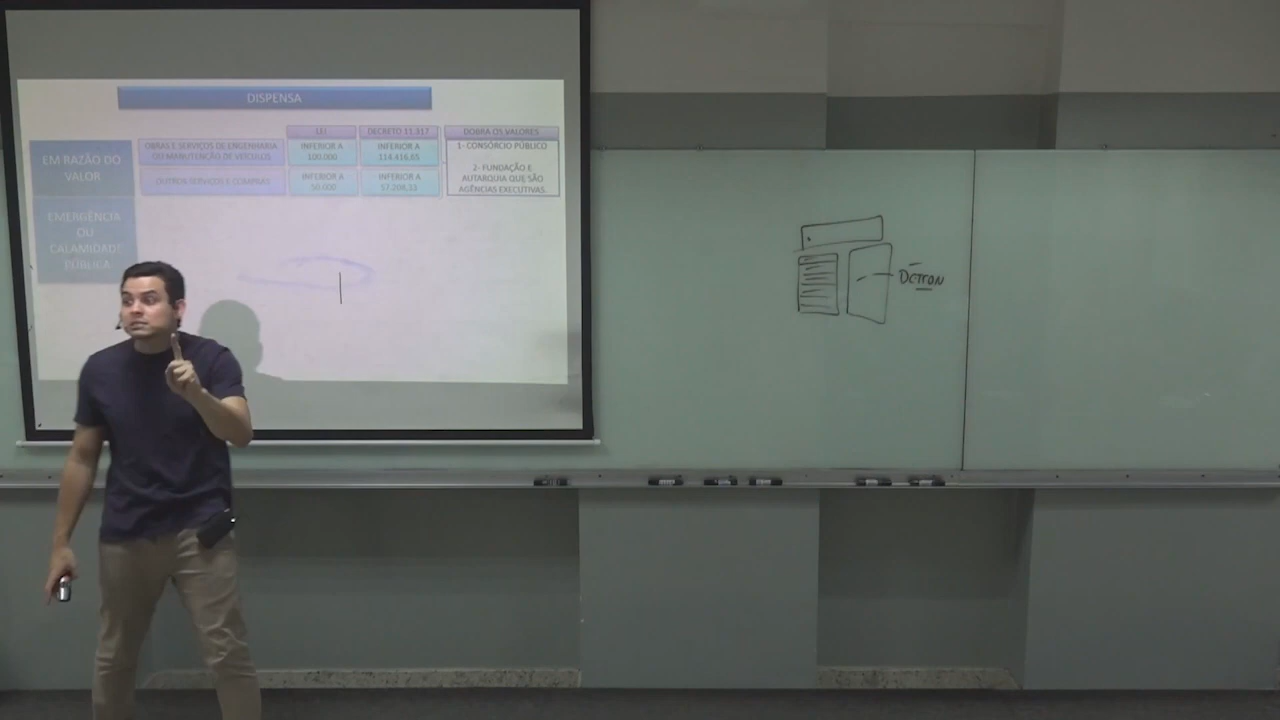 DISPENSA
LEI
DECRETO 11.317
DOBRA OS VALORES
EM RAZÃO DO
VALOR
OBRAS E SERVIÇOS DE ENGENHARIA
OU MANUTENÇÃO DE VEÍCULOS
INFERIOR A
100.000
INFERIOR A
114.416,65
1- CONSÓRCIO PÚBLICO
2- FUNDAÇÃO E
AUTARQUIA QUE SÃO
AGÊNCIAS EXECUTIVAS.
OUTROS SERVIÇOS E COMPRAS
INFERIOR A
50.000
INFERIOR A
57.208,33
EMERGÊNCIA
OU
CALAMIDADE
PÚBLICA